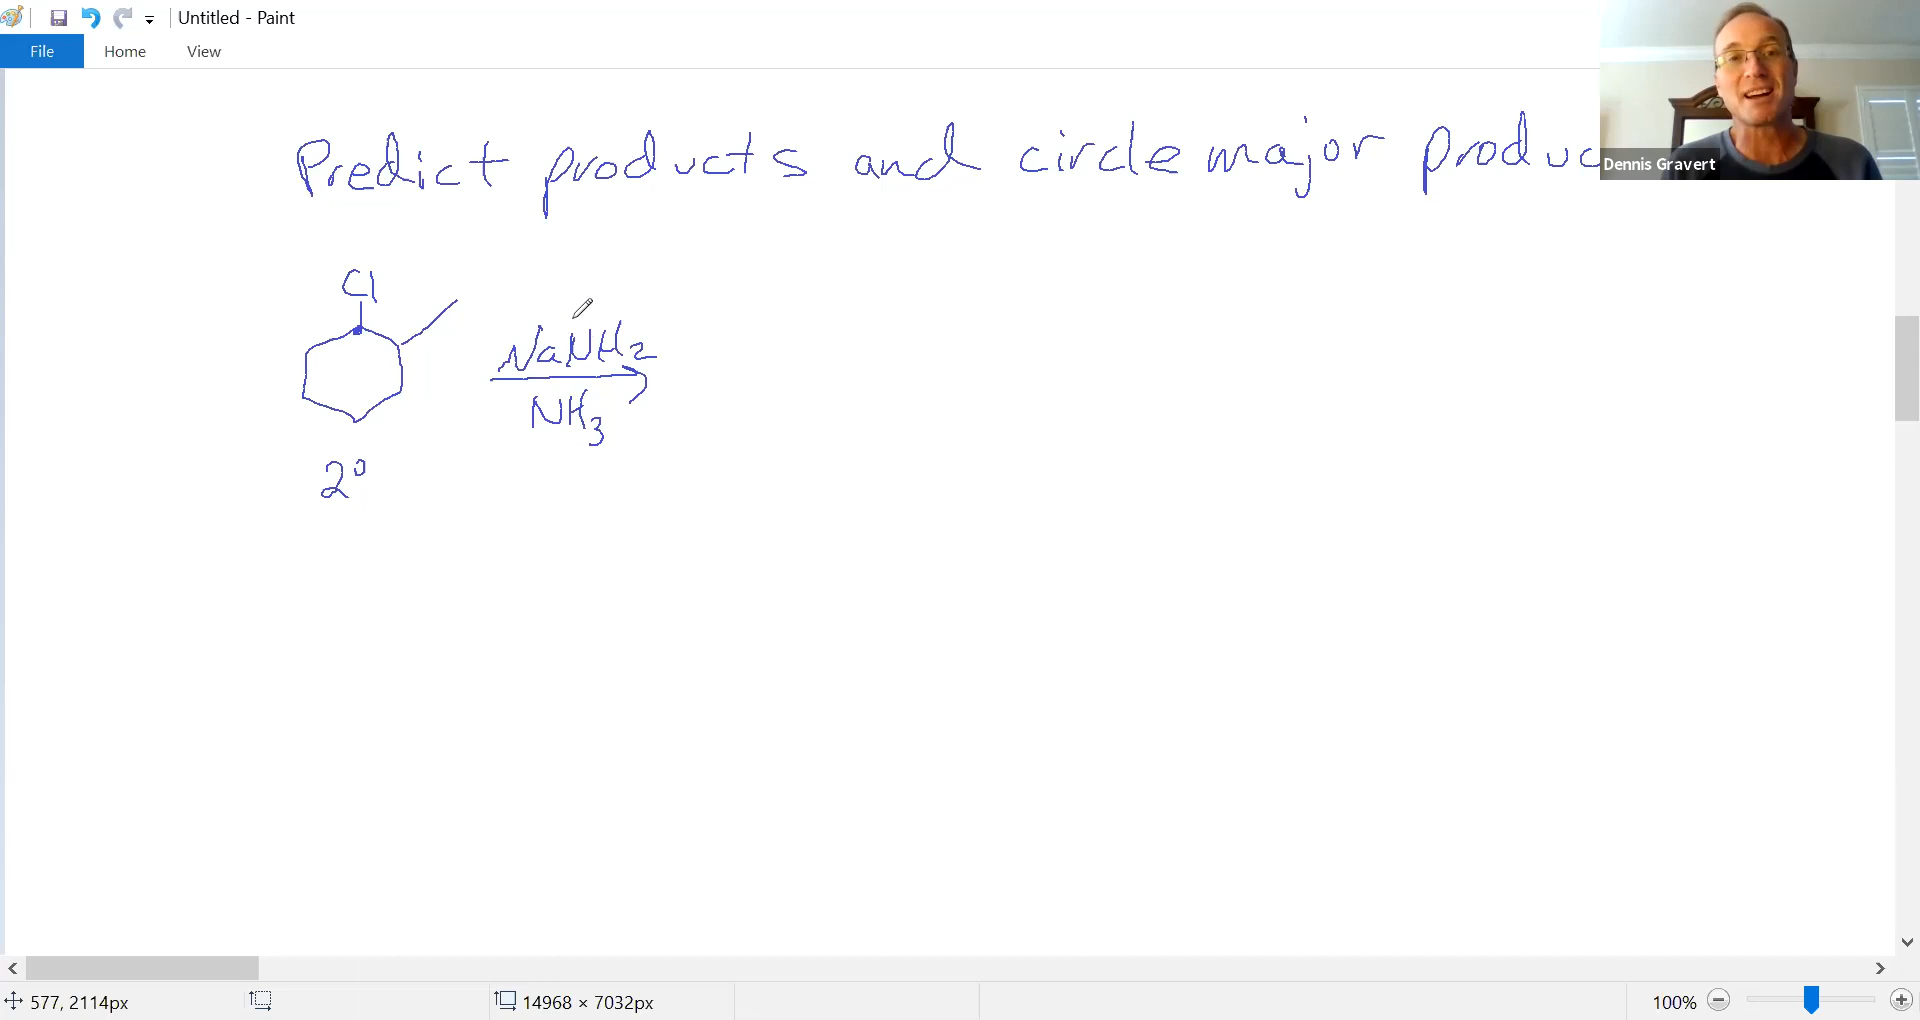 Untitled - Paint
File Home View
Predict products and circle major produc
Dennis Gravert
Cl
NaNH2
NH3
2°
577, 2114px
14968 × 7032px
100%